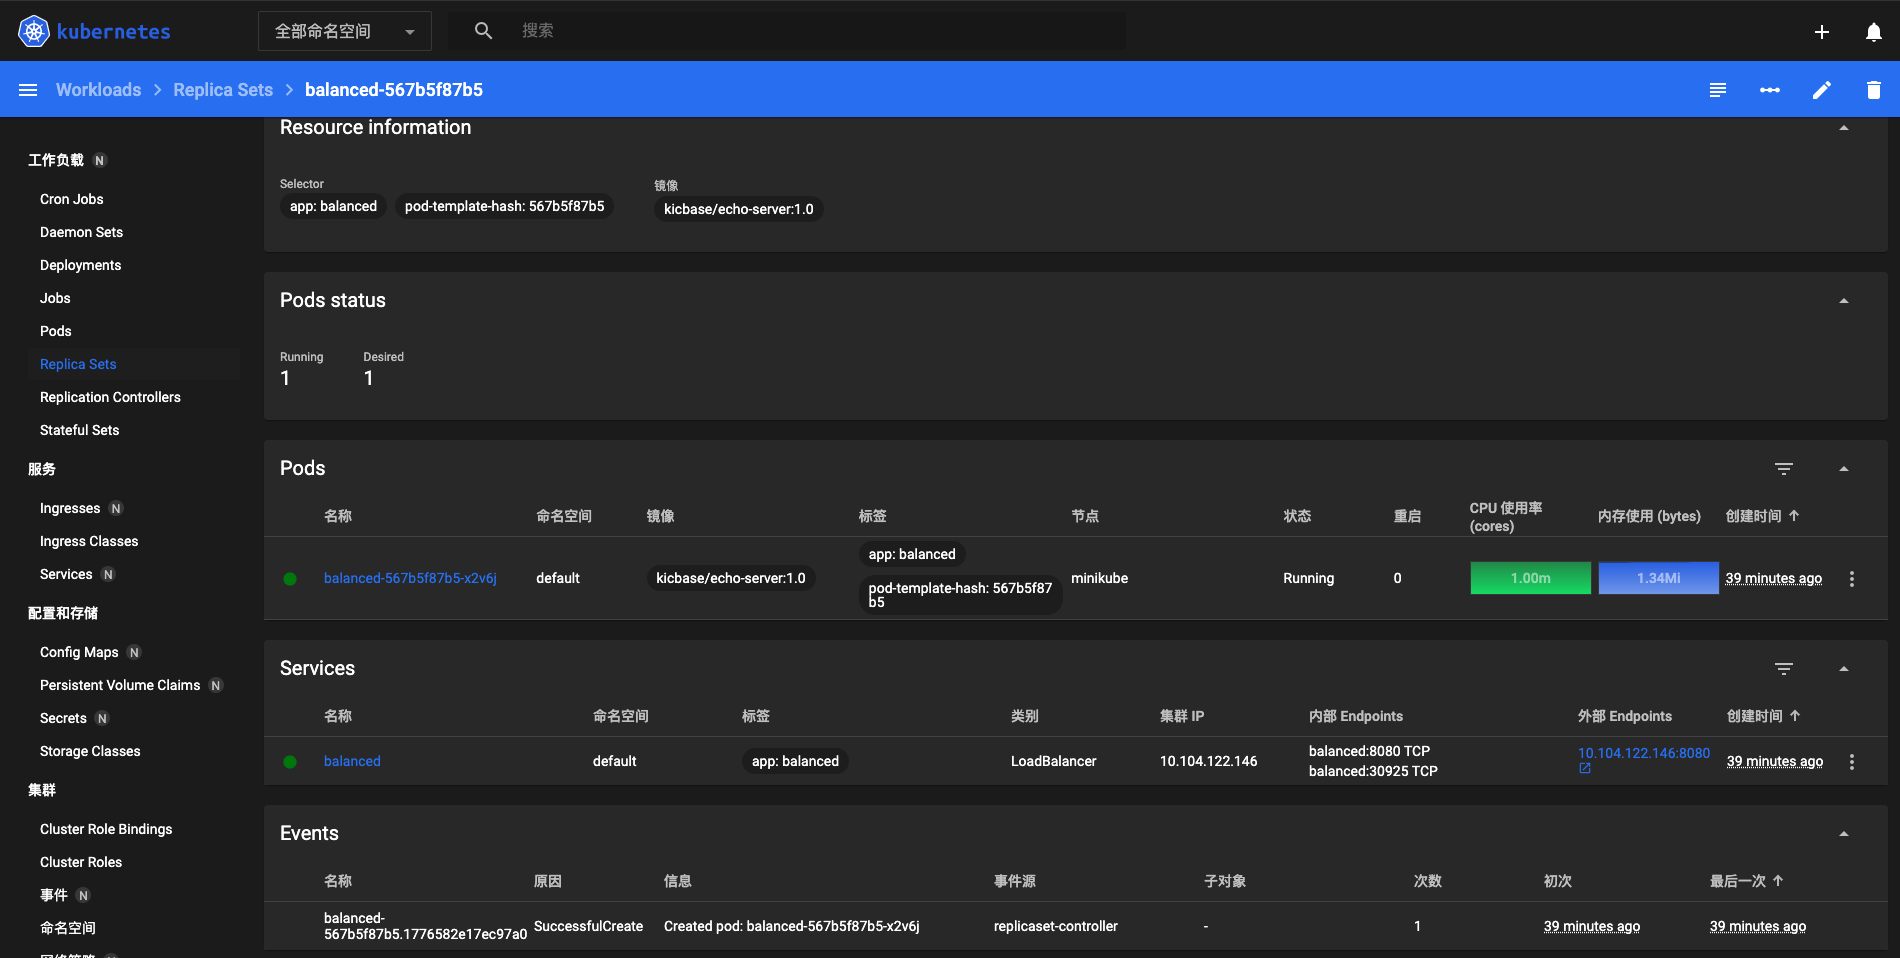 kubernetes
全部命名空间
搜索
Workloads
Replica Sets
balanced-567b5f87b5
工作负载 N
Cron Jobs
Daemon Sets
Deployments
Jobs
Pods
Replica Sets
Replication Controllers
Stateful Sets
服务
Ingresses N
Ingress Classes
Services N
配置和存储
Config Maps N
Persistent Volume Claims N
Secrets N
Storage Classes
集群
Cluster Role Bindings
Cluster Roles
事件 N
命名空间
网络策略
Resource information
Selector
app: balanced
pod-template-hash: 567b5f87b5
镜像
kicbase/echo-server:1.0
Pods status
Running
1
Desired
1
Pods
名称 命名空间 镜像 标签 节点 状态 重启 CPU 使用率
(cores) 内存使用 (bytes) 创建时间
balanced-567b5f87b5-x2v6j default kicbase/echo-server:1.0 app: balanced
pod-template-hash: 567b5f87
b5
minikube Running 0 1.00m 1.34Mi 39 minutes ago
Services
名称 命名空间 标签 类别 集群 IP 内部 Endpoints 外部 Endpoints 创建时间
balanced default app: balanced LoadBalancer 10.104.122.146 balanced:8080 TCP
balanced:30925 TCP
10.104.122.146:8080 39 minutes ago
Events
名称 原因 信息 事件源 子对象 次数 初次 最后一次
balanced-
567b5f87b5.1776582e17ec97a0 SuccessfulCreate Created pod: balanced-567b5f87b5-x2v6j replicaset-controller - 1 39 minutes ago 39 minutes ago